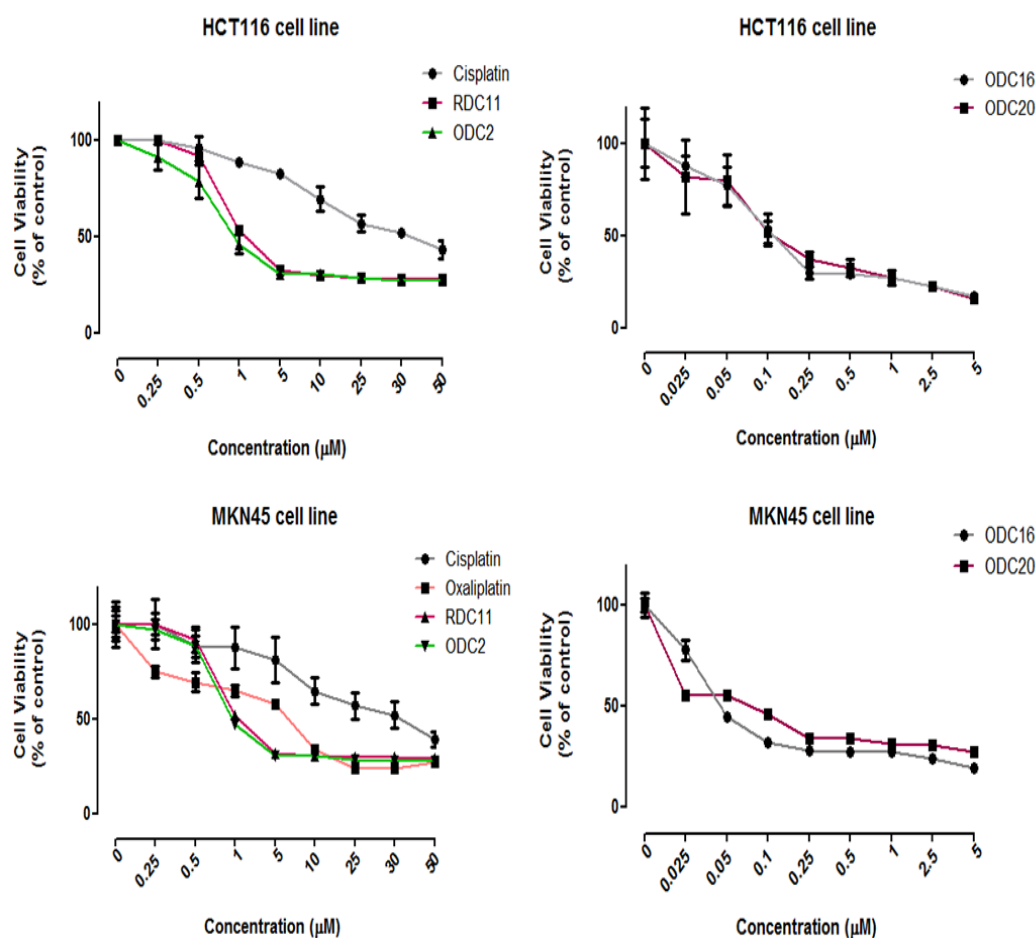 HCT116 cell line
Cisplatin
RDC11
ODC2
Cell Viability
(% of control)
100
50
0
0 0.25 0.5 1 5 10 25 30 50
Concentration (μM)
HCT116 cell line
ODC16
ODC20
Cell Viability
(% of control)
100
50
0
0 0.025 0.05 0.1 0.25 0.5 1 2.5 5
Concentration (μM)
MKN45 cell line
Cisplatin
Oxaliplatin
RDC11
ODC2
Cell Viability
(% of control)
100
50
0
0 0.25 0.5 1 5 10 25 30 50
Concentration (μM)
MKN45 cell line
ODC16
ODC20
Cell Viability
(% of control)
100
50
0
0 0.025 0.05 0.1 0.25 0.5 1 2.5 5
Concentration (μM)